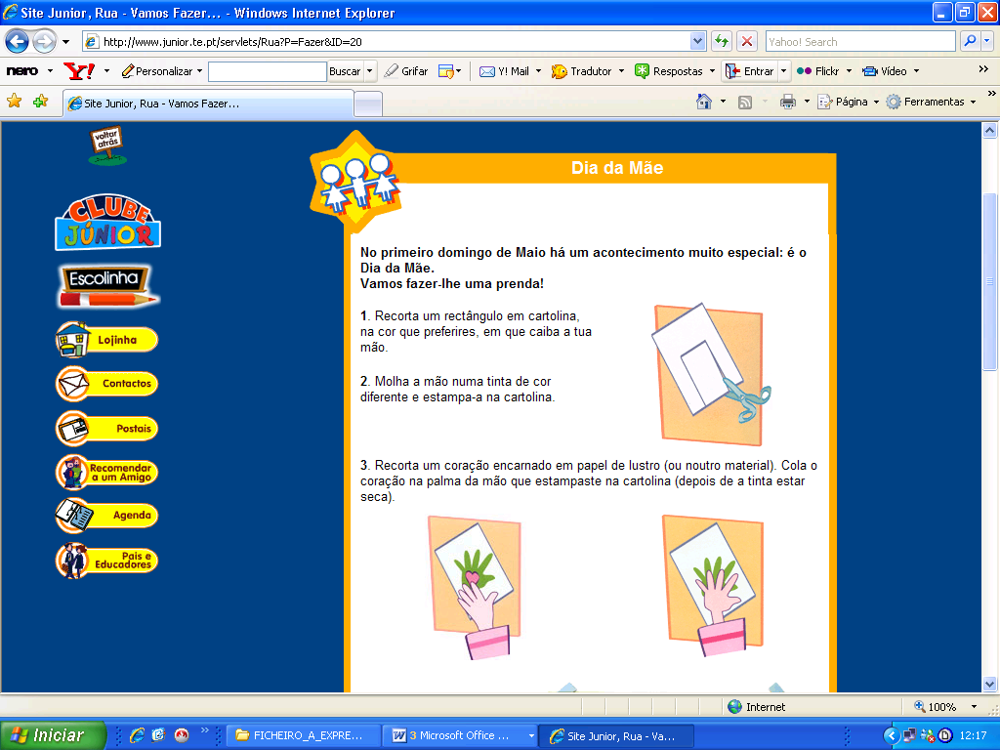 Site Junior, Rua - Vamos Fazer... - Windows Internet Explorer
http://www.junior.te.pt/servlets/Rua?P=Fazer&ID=20
Yahoo! Search
nero
Y!
Personalizar
Buscar
Grifar
Y! Mail
Tradutor
Respostas
Entrar
Flickr
Vídeo
Site Junior, Rua - Vamos Fazer...
Página
Ferramentas
voltar
atrás
CLUBE
JÚNIOR
Escolinha
Lojinha
Contactos
Postais
Recomendar
a um Amigo
Agenda
Pais e
Educadores
Dia da Mãe
No primeiro domingo de Maio há um acontecimento muito especial: é o
Dia da Mãe.
Vamos fazer-lhe uma prenda!
1. Recorta um rectângulo em cartolina,
na cor que preferires, em que caiba a tua
mão.
2. Molha a mão numa tinta de cor
diferente e estampa-a na cartolina.
3. Recorta um coração encarnado em papel de lustro (ou noutro material). Cola o
coração na palma da mão que estampaste na cartolina (depois de a tinta estar
seca).
Internet
100%
Iniciar
FICHEIRO_A_EXPRE...
3 Microsoft Office ...
Site Junior, Rua - Va...
12:17